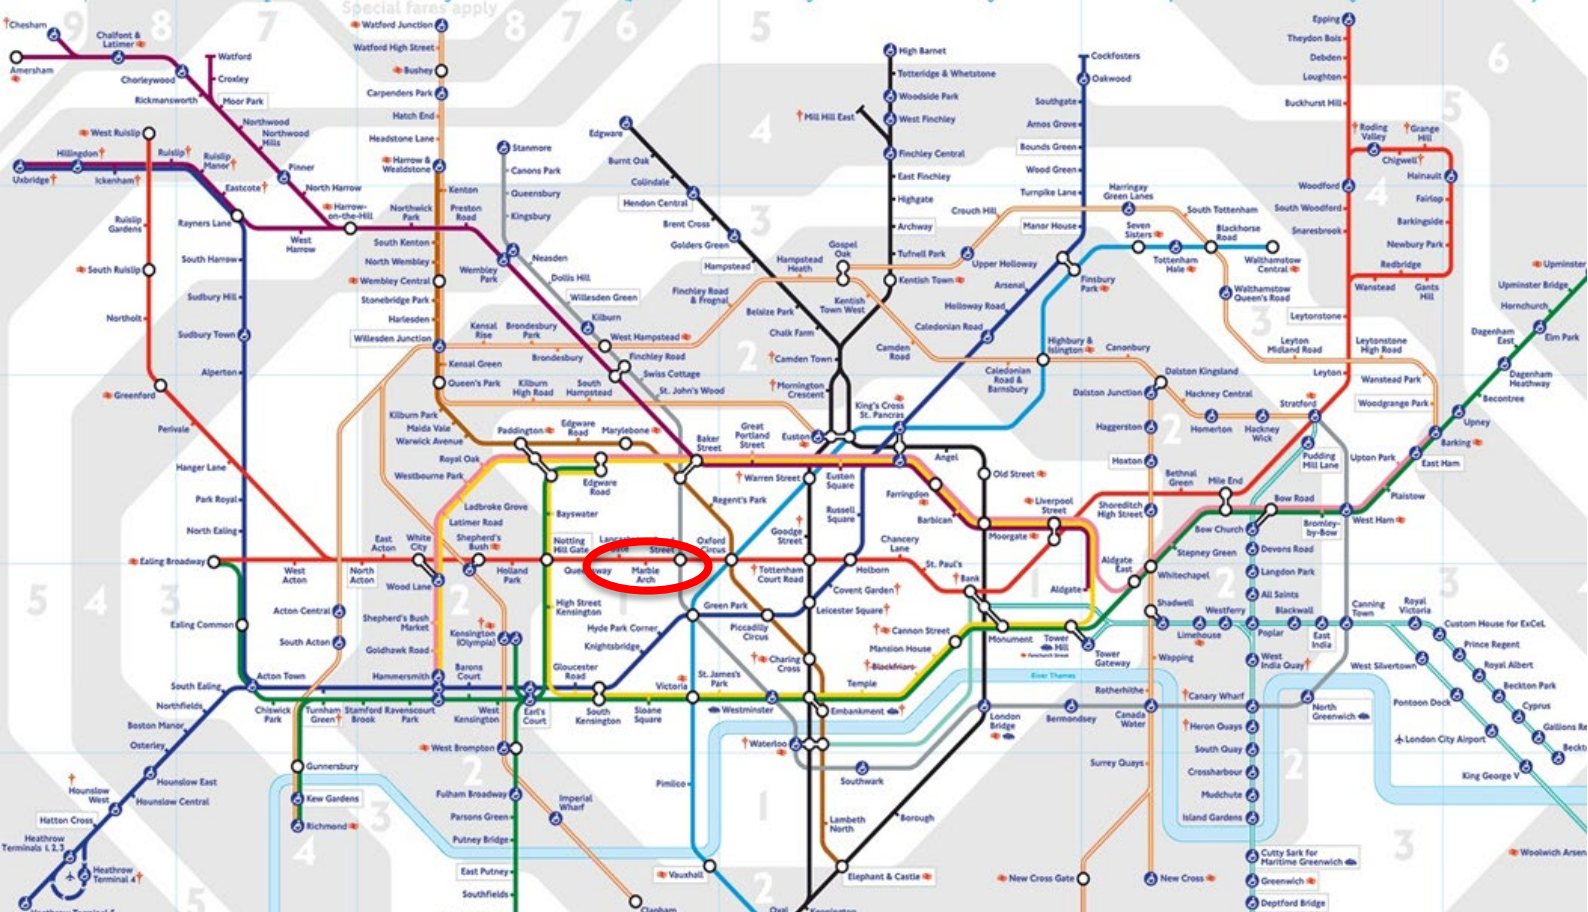 Special fares apply
9
8
7
6
8
7
6
5
6
Chesham
Chalfont &
Latimer
Amersham
Chorleywood
Rickmansworth
Watford
Croxley
Moor Park
Northwood
Northwood
Hills
Pinner
North Harrow
Harrow-
on-the-Hill
West Ruislip
Hillingdon
Uxbridge
Ickenham
Ruislip
Ruislip
Manor
Eastcote
Rayners Lane
West
Harrow
Northwick
Park
Preston
Road
Ruislip
Gardens
South Ruislip
Northolt
Greenford
Perivale
Hanger Lane
South Harrow
Sudbury Hill
Sudbury Town
Alperton
Park Royal
North Ealing
Ealing Broadway
West
Acton
North
Acton
East
Acton
White
City
Shepherd's
Bush
Holland
Park
Notting
Hill Gate
Marble
Arch
Oxford
Circus
Tottenham
Court Road
Holborn
Chancery
Lane
St. Paul's
Bank
Watford Junction
Watford High Street
Bushey
Carpenders Park
Hatch End
Headstone Lane
Harrow &
Wealdstone
Kenton
South Kenton
North Wembley
Wembley Central
Stonebridge Park
Harlesden
Willesden Junction
Kensal Green
Queen's Park
Kilburn Park
Maida Vale
Warwick Avenue
Paddington
Edgware
Road
Marylebone
Baker
Street
Great
Portland
Street
Euston
Square
Stanmore
Canons Park
Queensbury
Kingsbury
Wembley
Park
Neasden
Dollis Hill
Willesden Green
Kilburn
West Hampstead
Finchley Road
Swiss Cottage
St. John's Wood
Kensal
Rise
Brondesbury
Park
Brondesbury
Kilburn
High Road
South
Hampstead
Finchley Road
& Frognal
Edgware
Burnt Oak
Colindale
Hendon Central
Brent Cross
Golders Green
Hampstead
Belsize Park
Chalk Farm
Camden Town
Mornington
Crescent
Euston
Hampstead
Heath
Gospel
Oak
Kentish
Town West
Camden
Road
High Barnet
Totteridge & Whetstone
Woodside Park
Mill Hill East
West Finchley
Finchley Central
East Finchley
Highgate
Archway
Tufnell Park
Kentish Town
Upper Holloway
Crouch Hill
Harringay
Green Lanes
South Tottenham
Cockfosters
Oakwood
Southgate
Arnos Grove
Bounds Green
Wood Green
Turnpike Lane
Manor House
Finsbury
Park
Arsenal
Holloway Road
Caledonian Road
Seven
Sisters
Tottenham
Hale
Blackhorse
Road
Walthamstow
Central
Walthamstow
Queen's Road
Highbury &
Islington
Canonbury
Caledonian
Road &
Barnsbury
King's Cross
St. Pancras
Angel
Old Street
Epping
Theydon Bois
Debden
Loughton
Buckhurst Hill
Roding
Valley
Grange
Hill
Chigwell
Hainault
Fairlop
Barkingside
Newbury Park
Redbridge
Gants
Hill
Wanstead
Woodford
South Woodford
Snaresbrook
Leytonstone
Leyton
Midland Road
Leytonstone
High Road
Leyton
Wanstead Park
Woodgrange Park
Stratford
Upminster
Upminster Bridge
Hornchurch
Elm Park
Dagenham
East
Dagenham
Heathway
Becontree
Upney
Barking
East Ham
Upton Park
Plaistow
West Ham
Bromley-
by-Bow
Bow Road
Mile End
Bow Church
Stepney Green
Whitechapel
Aldgate
East
Aldgate
Dalston Kingsland
Dalston Junction
Hackney Central
Homerton
Hackney
Wick
Haggerston
Hoxton
Shoreditch
High Street
Bethnal
Green
Pudding
Mill Lane
Devons Road
Langdon Park
All Saints
Poplar
Blackwall
East
India
Canning
Town
Royal
Victoria
Custom House for ExCeL
Prince Regent
Royal Albert
Beckton Park
Cyprus
Gallions Re
Beckt
West Silvertown
Pontoon Dock
London City Airport
King George V
Woolwich Arsen
Royal Oak
Westbourne Park
Ladbroke Grove
Latimer Road
Wood Lane
Shepherd's Bush
Market
Goldhawk Road
Hammersmith
Edgware
Road
Bayswater
High Street
Kensington
Kensington
(Olympia)
Barons
Court
Gloucester
Road
Regent's Park
Warren Street
Goodge
Street
Russell
Square
Farringdon
Barbican
Moorgate
Liverpool
Street
Covent Garden
Leicester Square
Piccadilly
Circus
Green Park
Hyde Park Corner
Knightsbridge
Acton Central
South Acton
Ealing Common
Acton Town
South Ealing
Northfields
Boston Manor
Osterley
Hounslow East
Hounslow Central
Hounslow
West
Hatton Cross
Heathrow
Terminals 1, 2, 3
Heathrow
Terminal 4
Chiswick
Park
Turnham
Green
Stamford
Brook
Ravenscourt
Park
West
Kensington
Earl's
Court
South
Kensington
Sloane
Square
Victoria
St. James's
Park
Westminster
Embankment
Charing
Cross
Temple
Blackfriars
Mansion House
Cannon Street
Monument
Tower
Hill
Fenchurch Street
Tower
Gateway
Shadwell
Limehouse
Westferry
West
India Quay
Canary Wharf
Heron Quays
South Quay
Crossharbour
Mudchute
Island Gardens
Cutty Sark for
Maritime Greenwich
Greenwich
Deptford Bridge
Wapping
Rotherhithe
Canada
Water
Surrey Quays
New Cross Gate
New Cross
River Thames
North
Greenwich
Bermondsey
London
Bridge
Southwark
Waterloo
Lambeth
North
Borough
Elephant & Castle
Kennington
Oval
Vauxhall
Pimlico
Gunnersbury
Kew Gardens
Richmond
West Brompton
Fulham Broadway
Parsons Green
Putney Bridge
East Putney
Southfields
Imperial
Wharf